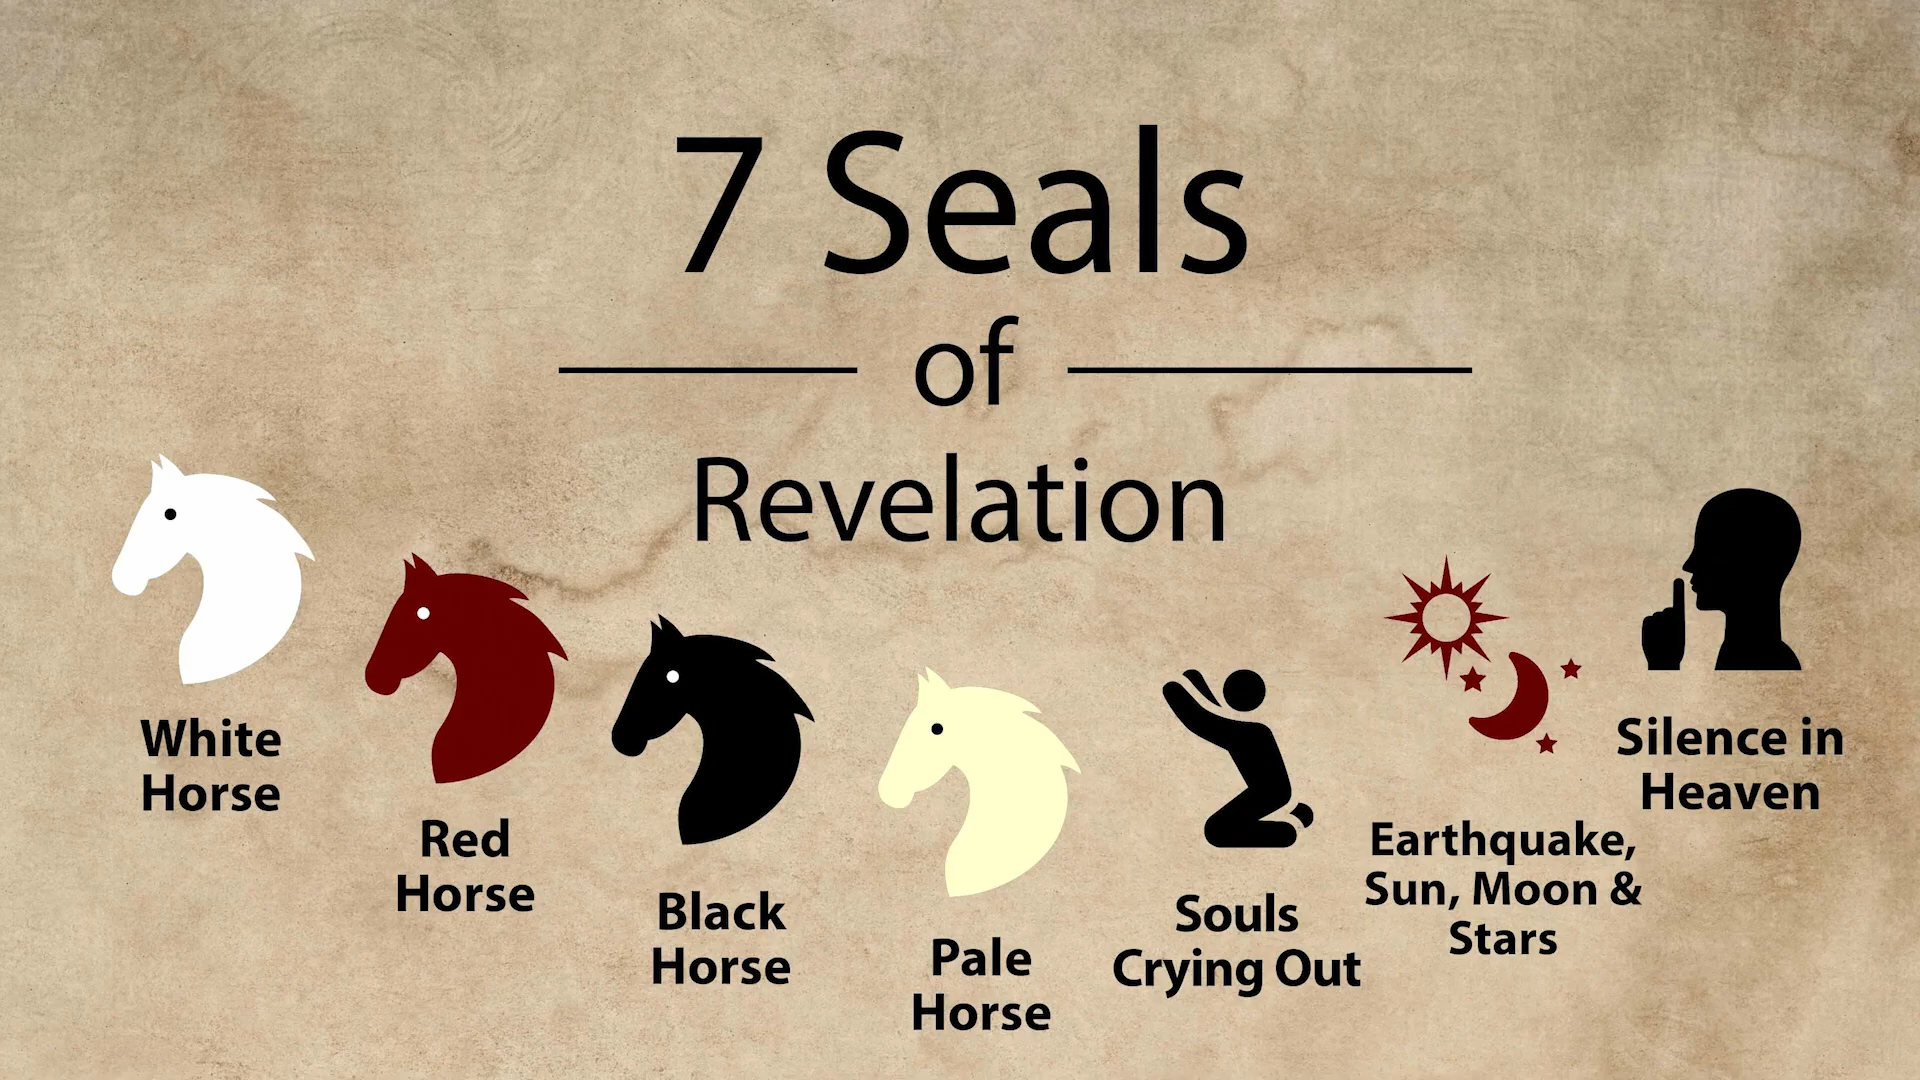 7 Seals
of
Revelation
White
Horse
Red
Horse
Black
Horse
Pale
Horse
Souls
Crying Out
Earthquake,
Sun, Moon &
Stars
Silence in
Heaven